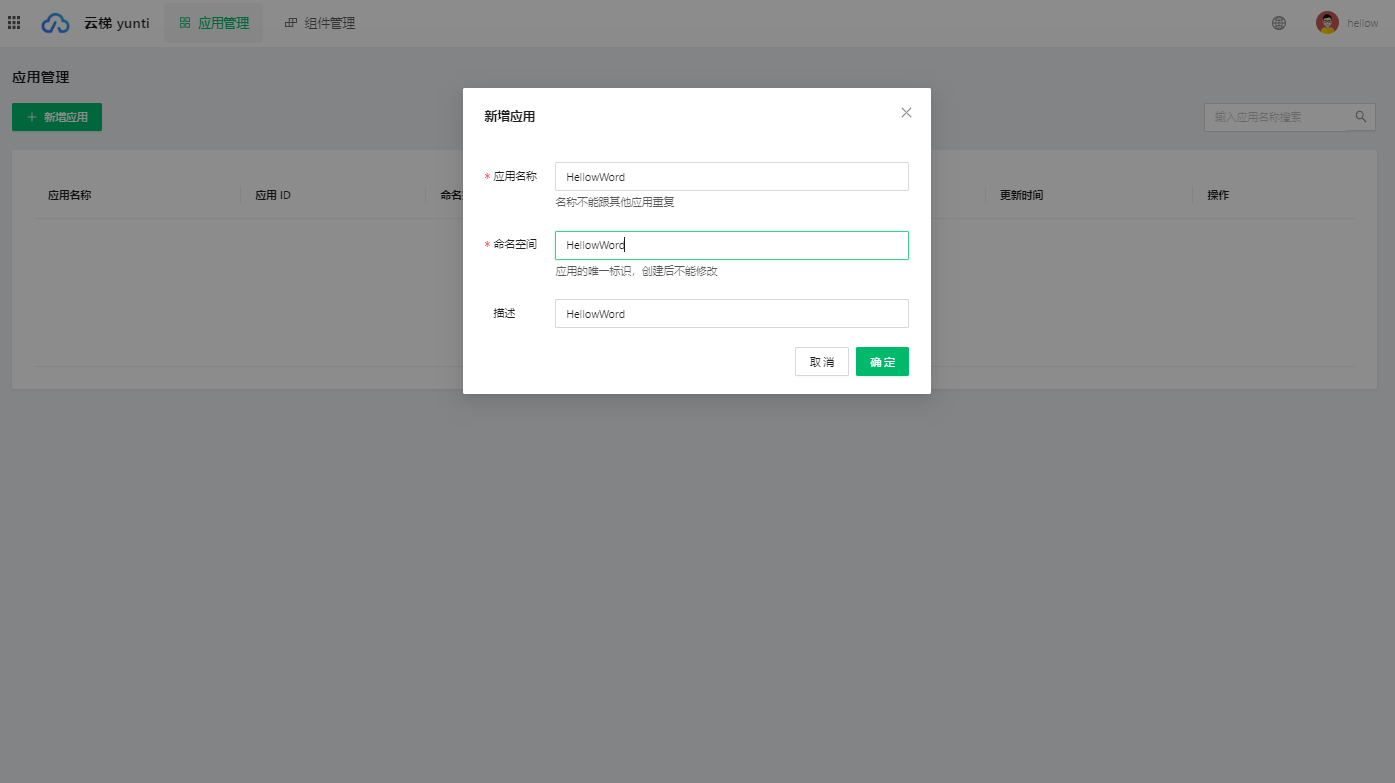 云梯 yunti
应用管理
组件管理
hellow
应用管理
新增应用
输入应用名称搜索
应用名称
应用 ID
命名
更新时间
操作
新增应用
* 应用名称
HellowWord
名称不能跟其他应用重复
* 命名空间
HellowWord
应用的唯一标识，创建后不能修改
描述
HellowWord
取 消
确 定